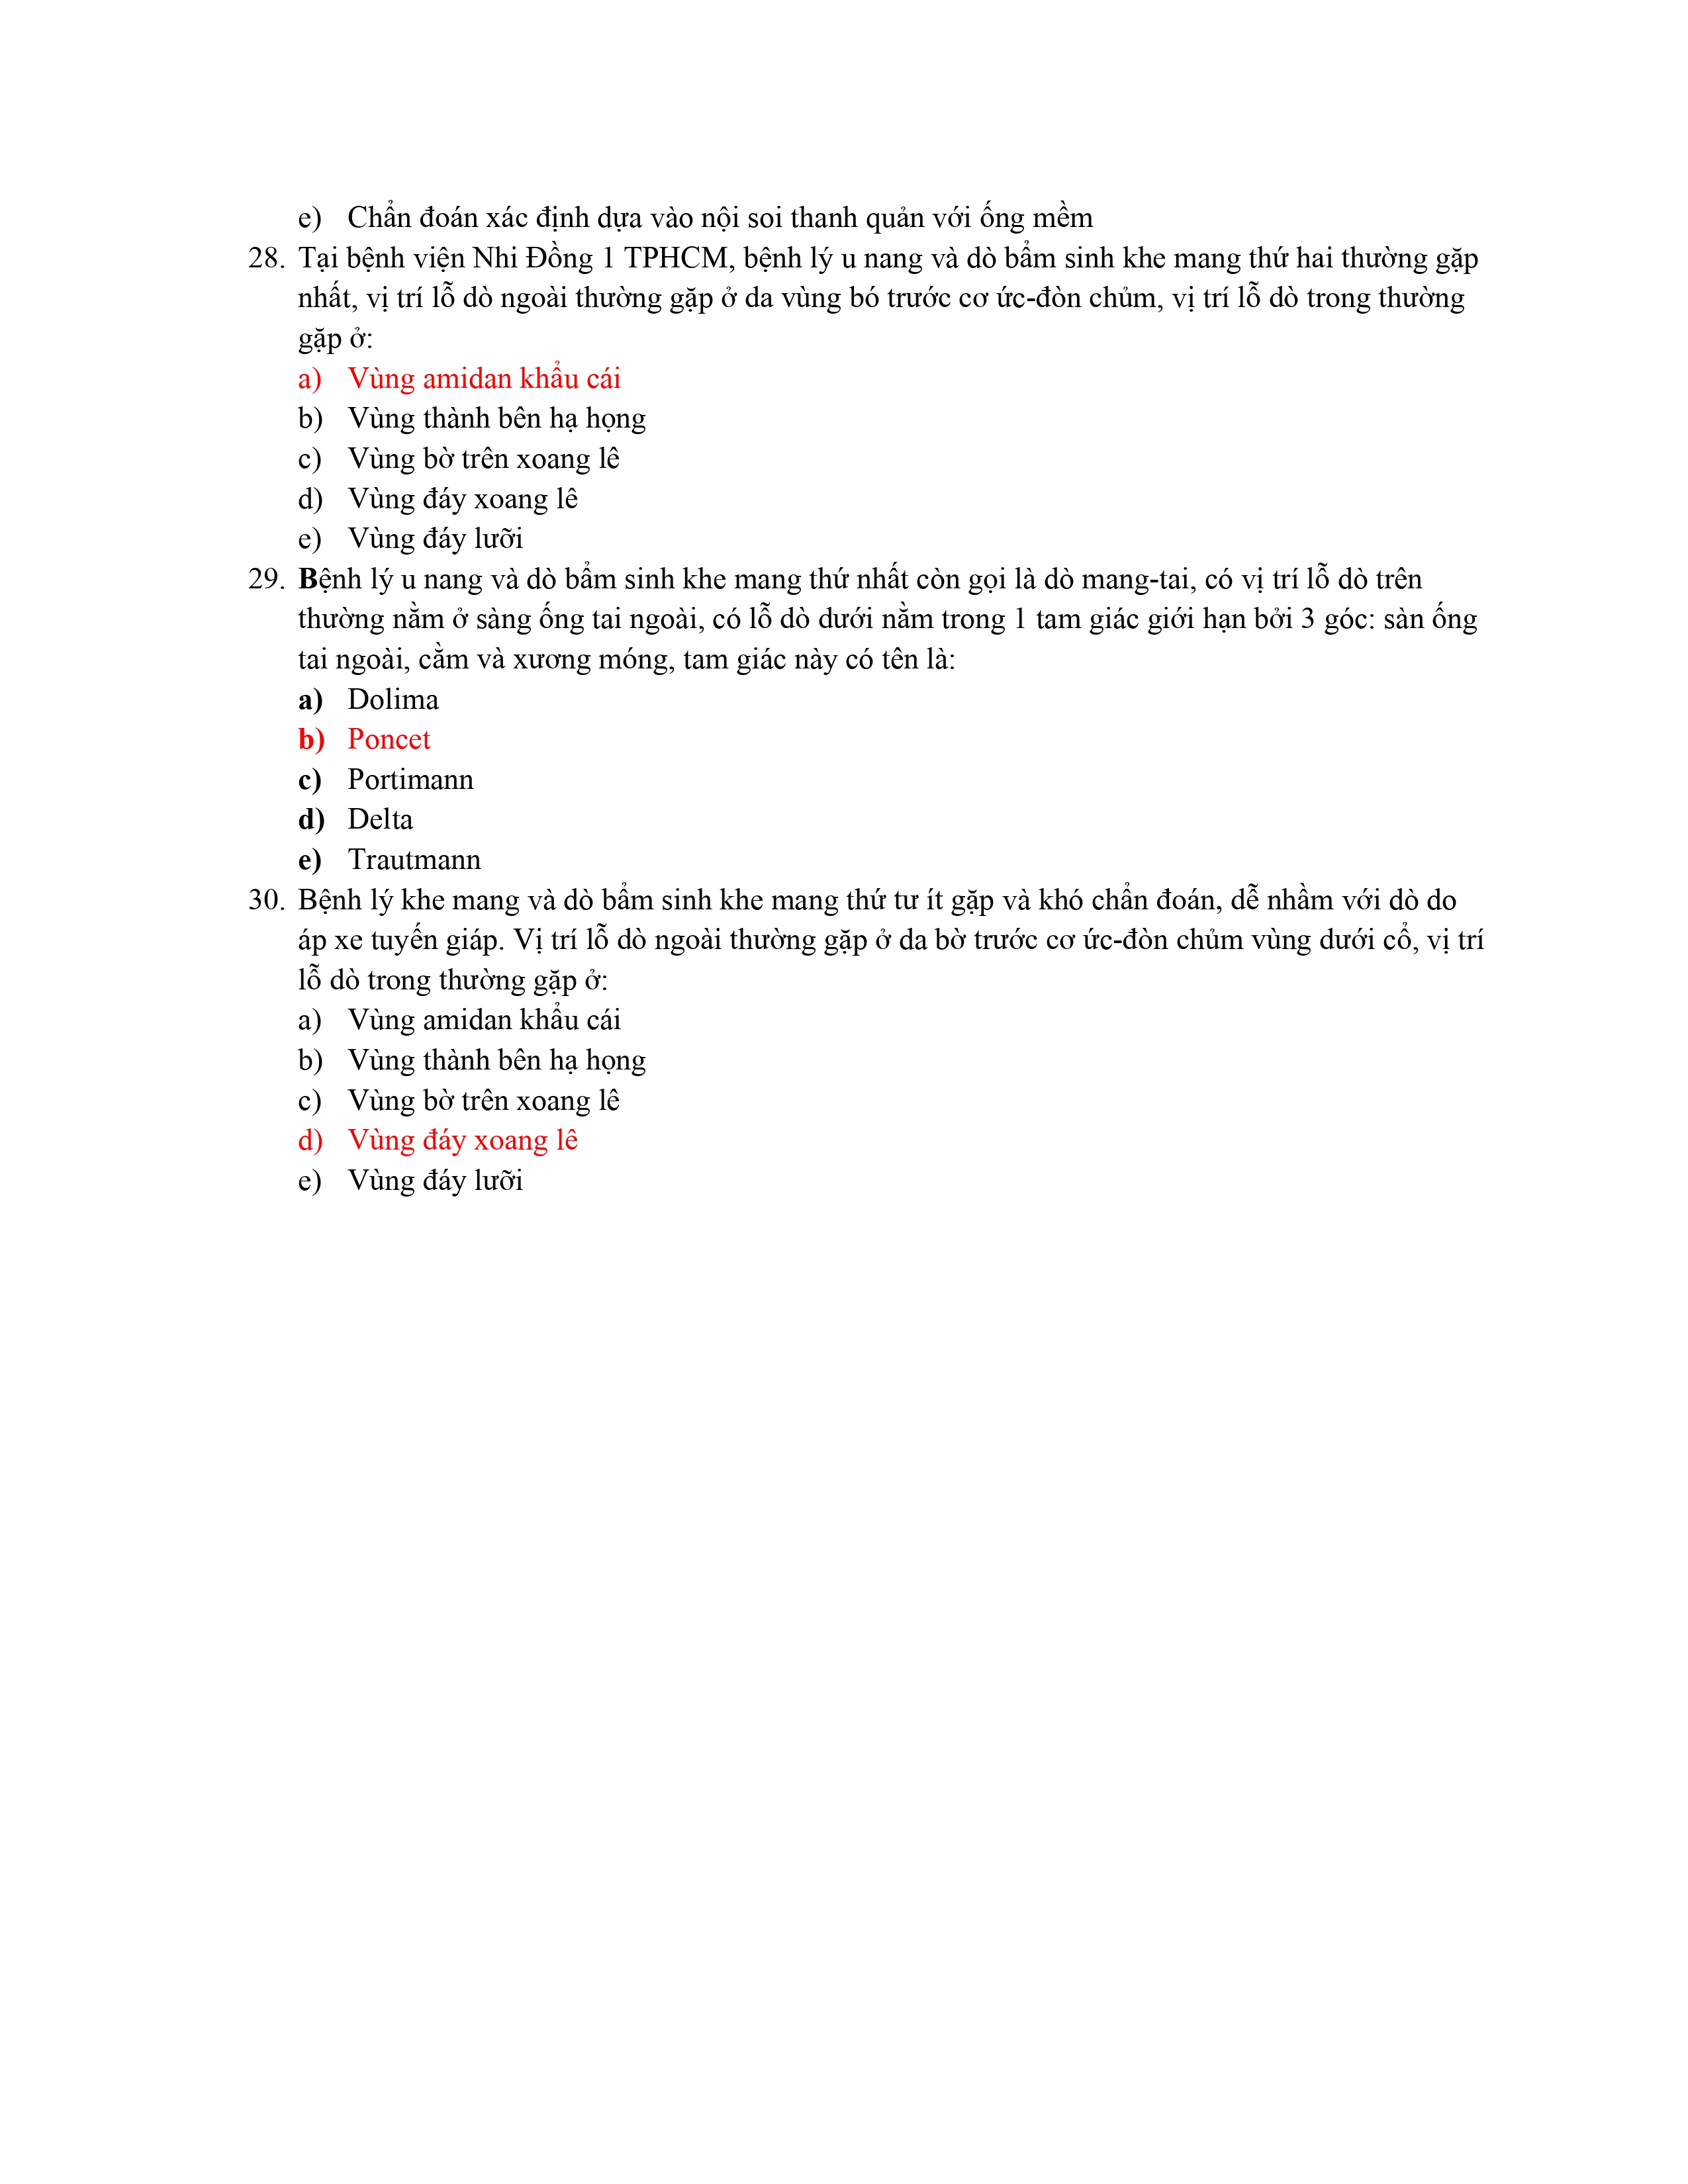 e) Chẩn đoán xác định dựa vào nội soi thanh quản với ống mềm
28. Tại bệnh viện Nhi Đồng 1 TPHCM, bệnh lý u nang và dò bẩm sinh khe mang thứ hai thường gặp
nhất, vị trí lỗ dò ngoài thường gặp ở da vùng bó trước cơ ức-đòn chủm, vị trí lỗ dò trong thường
gặp ở:
a) Vùng amidan khẩu cái
b) Vùng thành bên hạ họng
c) Vùng bờ trên xoang lê
d) Vùng đáy xoang lê
e) Vùng đáy lưỡi
29. Bệnh lý u nang và dò bẩm sinh khe mang thứ nhất còn gọi là dò mang-tai, có vị trí lỗ dò trên
thường nằm ở sàng ống tai ngoài, có lỗ dò dưới nằm trong 1 tam giác giới hạn bởi 3 góc: sàn ống
tai ngoài, cằm và xương móng, tam giác này có tên là:
a) Dolima
b) Poncet
c) Portimann
d) Delta
e) Trautmann
30. Bệnh lý khe mang và dò bẩm sinh khe mang thứ tư ít gặp và khó chẩn đoán, dễ nhầm với dò do
áp xe tuyến giáp. Vị trí lỗ dò ngoài thường gặp ở da bờ trước cơ ức-đòn chủm vùng dưới cổ, vị trí
lỗ dò trong thường gặp ở:
a) Vùng amidan khẩu cái
b) Vùng thành bên hạ họng
c) Vùng bờ trên xoang lê
d) Vùng đáy xoang lê
e) Vùng đáy lưỡi